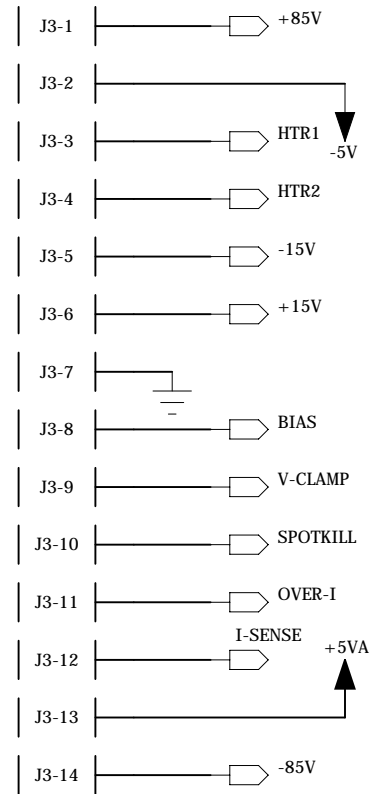 J3-1 +85V
J3-2
J3-3 HTR1
-5V
J3-4 HTR2
J3-5 -15V
J3-6 +15V
J3-7
J3-8 BIAS
J3-9 V-CLAMP
J3-10 SPOTKILL
J3-11 OVER-I
I-SENSE
J3-12 +5VA
J3-13
J3-14 -85V